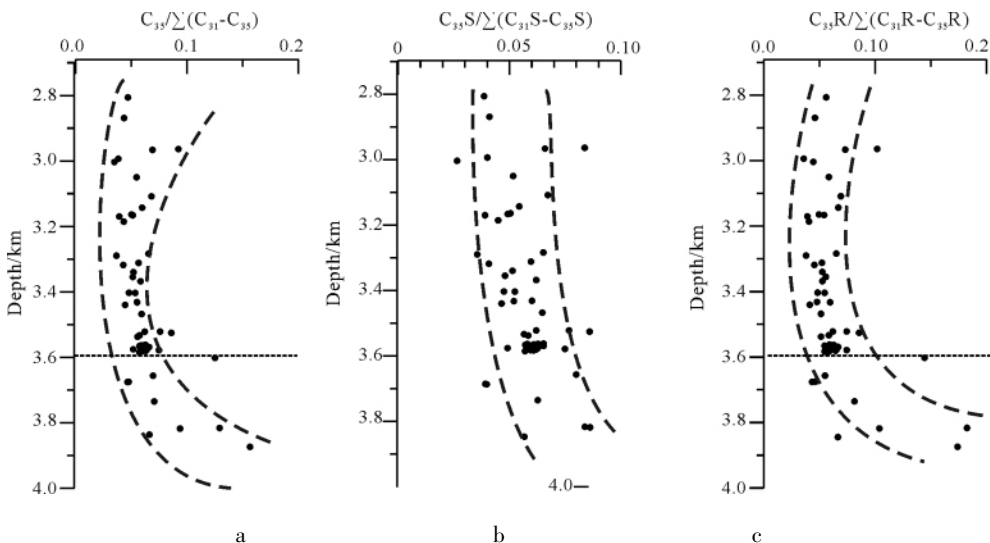 C₃₅/∑(C₃₁-C₃₅)
0.0 0.1 0.2
2.8
3.0
3.2
3.4
3.6
3.8
4.0
Depth/km
a
C₃₅S/∑(C₃₁S-C₃₅S)
0 0.05 0.10
2.8
3.0
3.2
3.4
3.6
3.8
4.0
Depth/km
b
C₃₅R/∑(C₃₁R-C₃₅R)
0.0 0.10 0.2
2.8
3.0
3.2
3.4
3.6
3.8
4.0
Depth/km
c